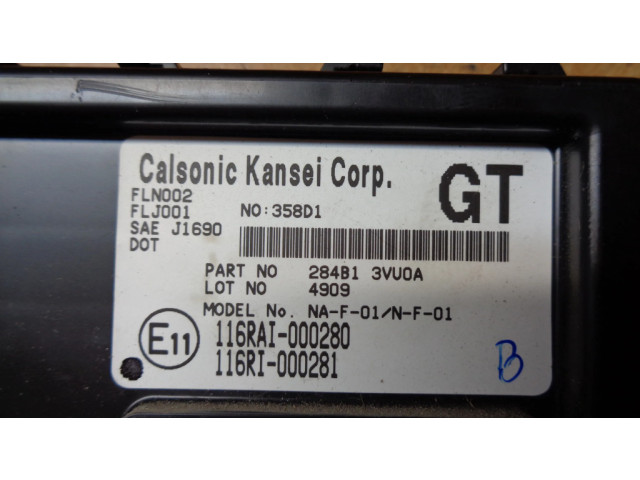 Calsonic Kansei Corp.
GT
FLN002
FLJ001 NO:358D1
SAE J1690
DOT
PART NO 284B1 3VU0A
LOT NO 4909
MODEL No. NA-F-01/N-F-01
E11
116RAI-000280
116RI-000281
B